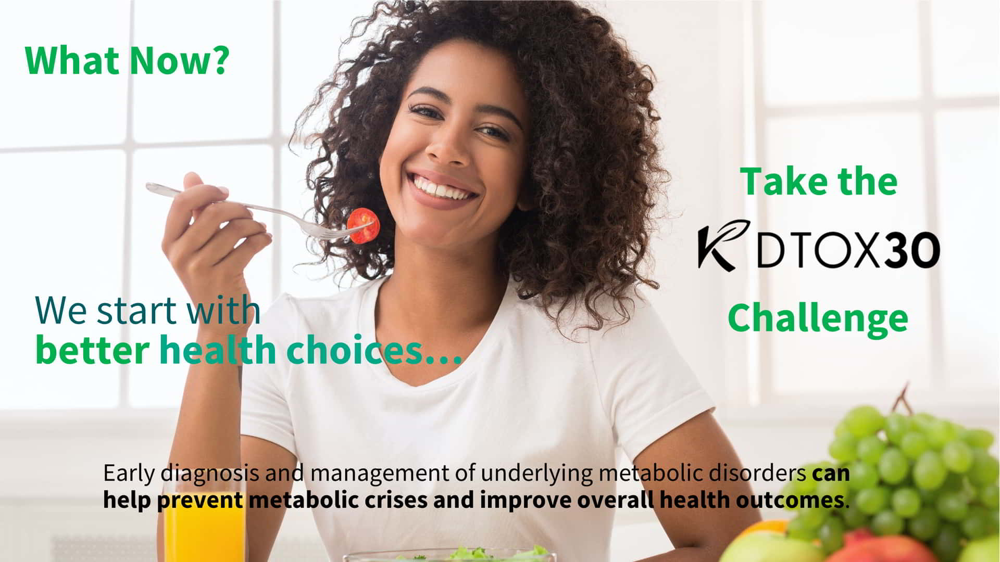 What Now?
Take the
K DTOX30
Challenge
We start with
better health choices...
Early diagnosis and management of underlying metabolic disorders can
help prevent metabolic crises and improve overall health outcomes.